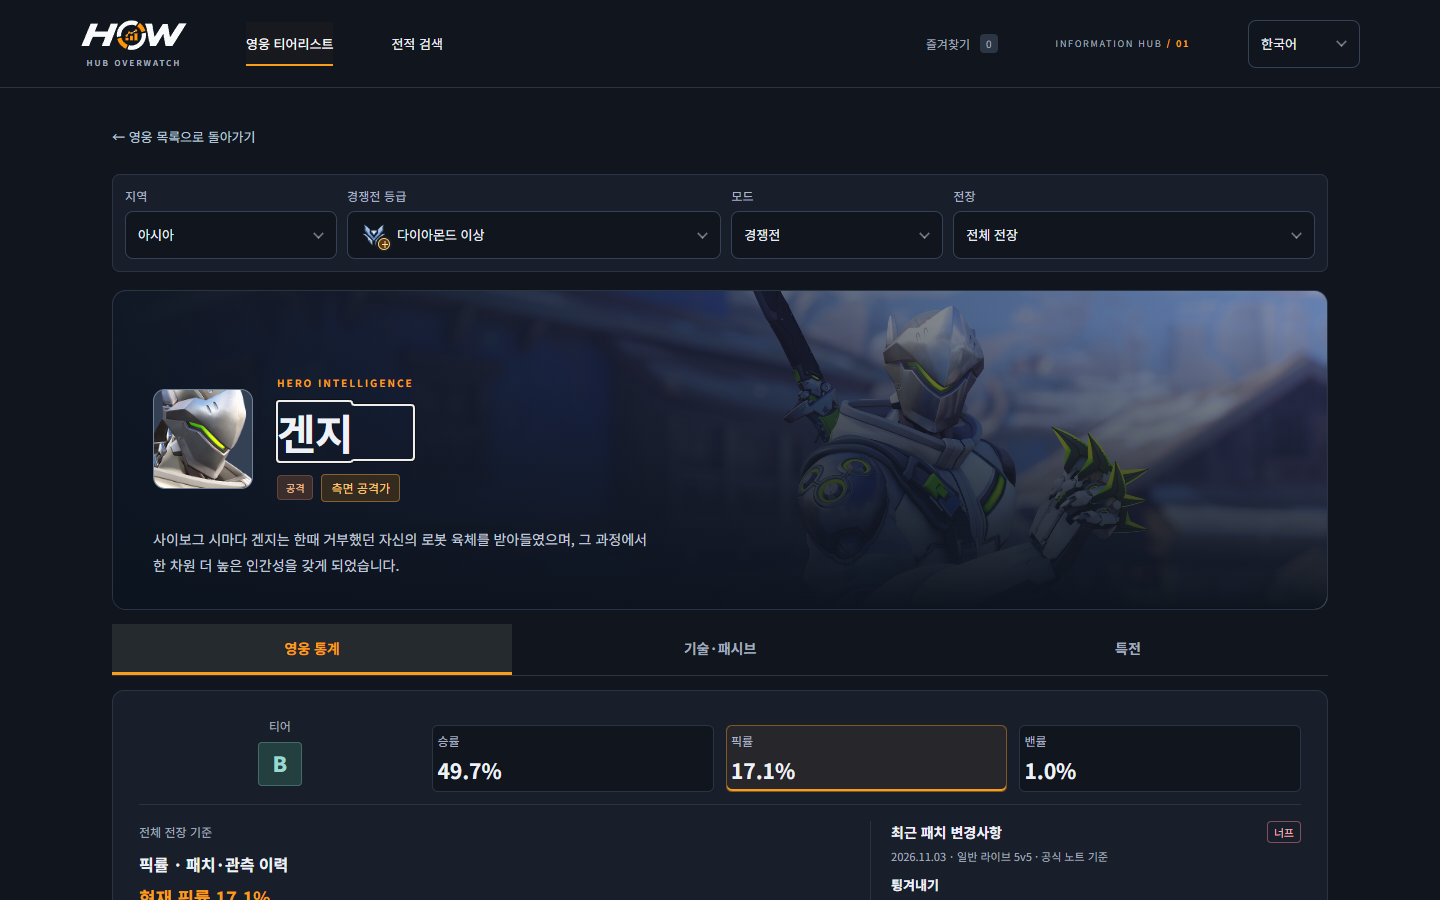 HOW
HUB OVERWATCH
영웅 티어리스트
전적 검색
즐겨찾기 0
INFORMATION HUB / 01
한국어
← 영웅 목록으로 돌아가기
지역
경쟁전 등급
모드
전장
아시아
다이아몬드 이상
경쟁전
전체 전장
HERO INTELLIGENCE
겐지
공격
측면 공격가
사이보그 시마다 겐지는 한때 거부했던 자신의 로봇 육체를 받아들였으며, 그 과정에서
한 차원 더 높은 인간성을 갖게 되었습니다.
영웅 통계
기술·패시브
특전
티어
B
승률
49.7%
픽률
17.1%
밴률
1.0%
전체 전장 기준
픽률 · 패치·관측 이력
현재 픽률 17.1%
최근 패치 변경사항
너프
2026.11.03 · 일반 라이브 5v5 · 공식 노트 기준
튕겨내기